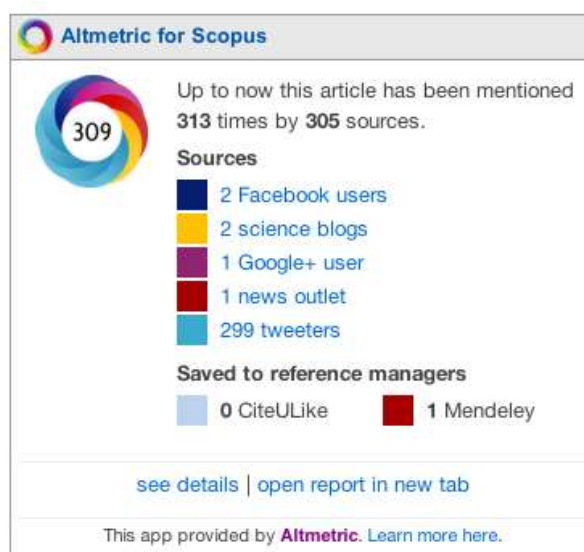 Altmetric for Scopus
309
Up to now this article has been mentioned
313 times by 305 sources.
Sources
2 Facebook users
2 science blogs
1 Google+ user
1 news outlet
299 tweeters
Saved to reference managers
0 CiteULike 1 Mendeley
see details | open report in new tab
This app provided by Altmetric. Learn more here.